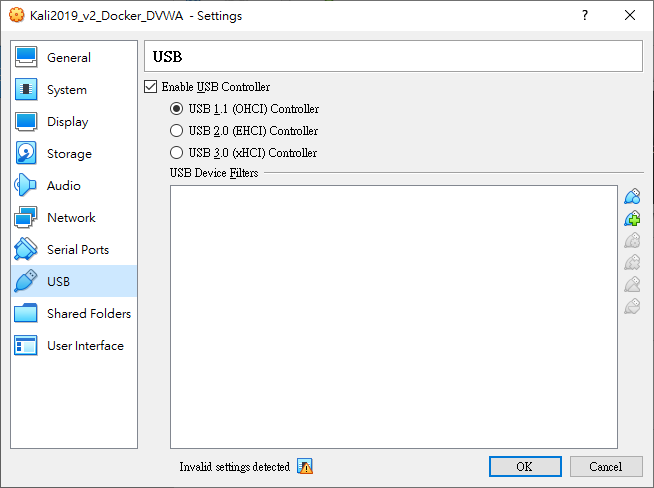 Kali2019_v2_Docker_DVWA - Settings
?
General
System
Display
Storage
Audio
Network
Serial Ports
USB
Shared Folders
User Interface
USB
Enable USB Controller
USB 1.1 (OHCI) Controller
USB 2.0 (EHCI) Controller
USB 3.0 (xHCI) Controller
USB Device Filters
Invalid settings detected
OK
Cancel